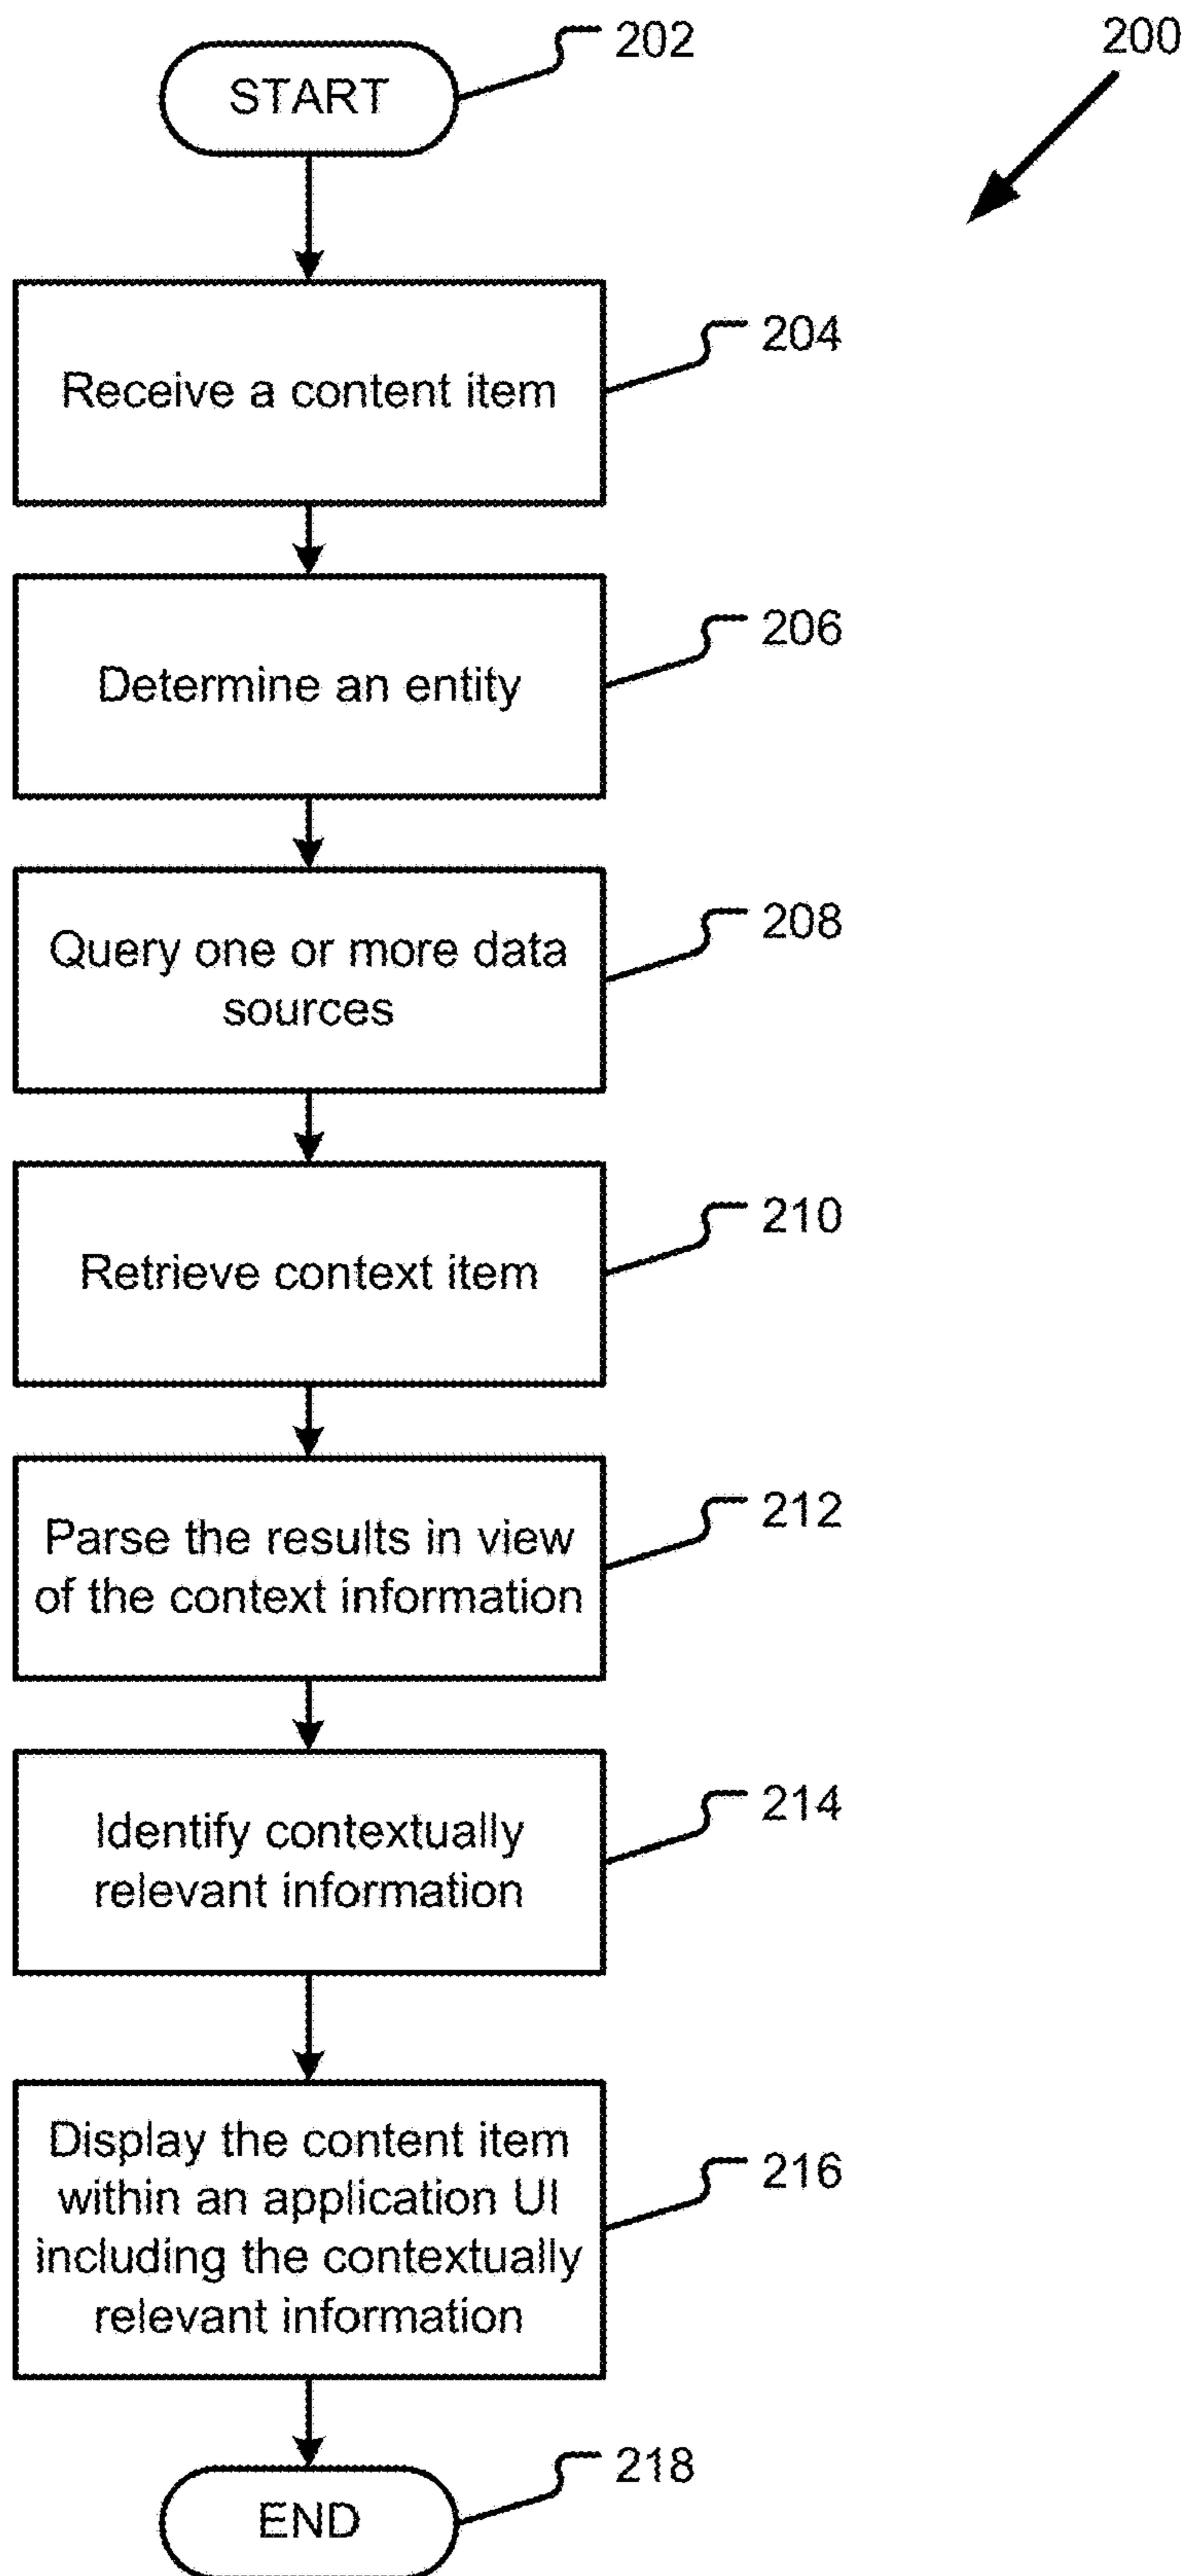 200
START
202
Receive a content item
204
Determine an entity
206
Query one or more data
sources
208
Retrieve context item
210
Parse the results in view
of the context information
212
Identify contextually
relevant information
214
Display the content item
within an application UI
including the contextually
relevant information
216
END
218